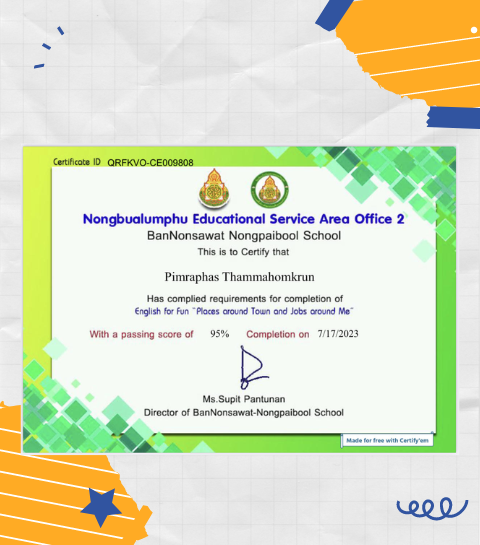 Certificate ID QRFKVO-CE009808
Nongbualumphu Educational Service Area Office 2
BanNonsawat Nongpaibool School
This is to Certify that
Pimraphas Thammahomkrun
Has complied requirements for completion of
English for Fun "Places around Town and Jobs around Me"
With a passing score of 95% Completion on 7/17/2023
Ms.Supit Pantunan
Director of BanNonsawat-Nongpaibool School
Made for free with Certify'em